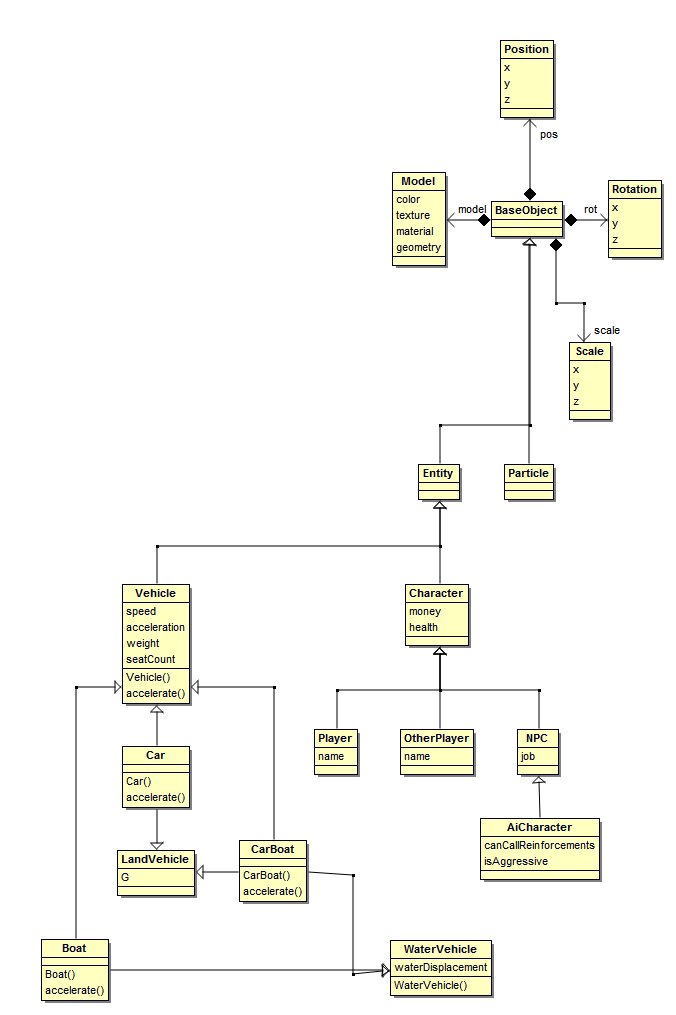 Position
x
y
z
pos
Model
color
texture
material
geometry
model
BaseObject
rot
Rotation
x
y
z
scale
Scale
x
y
z
Entity
Particle
Vehicle
speed
acceleration
weight
seatCount
Vehicle()
accelerate()
Character
money
health
Player
name
OtherPlayer
name
NPC
job
Car
Car()
accelerate()
AiCharacter
canCallReinforcements
isAggressive
LandVehicle
G
CarBoat
CarBoat()
accelerate()
Boat
Boat()
accelerate()
WaterVehicle
waterDisplacement
WaterVehicle()